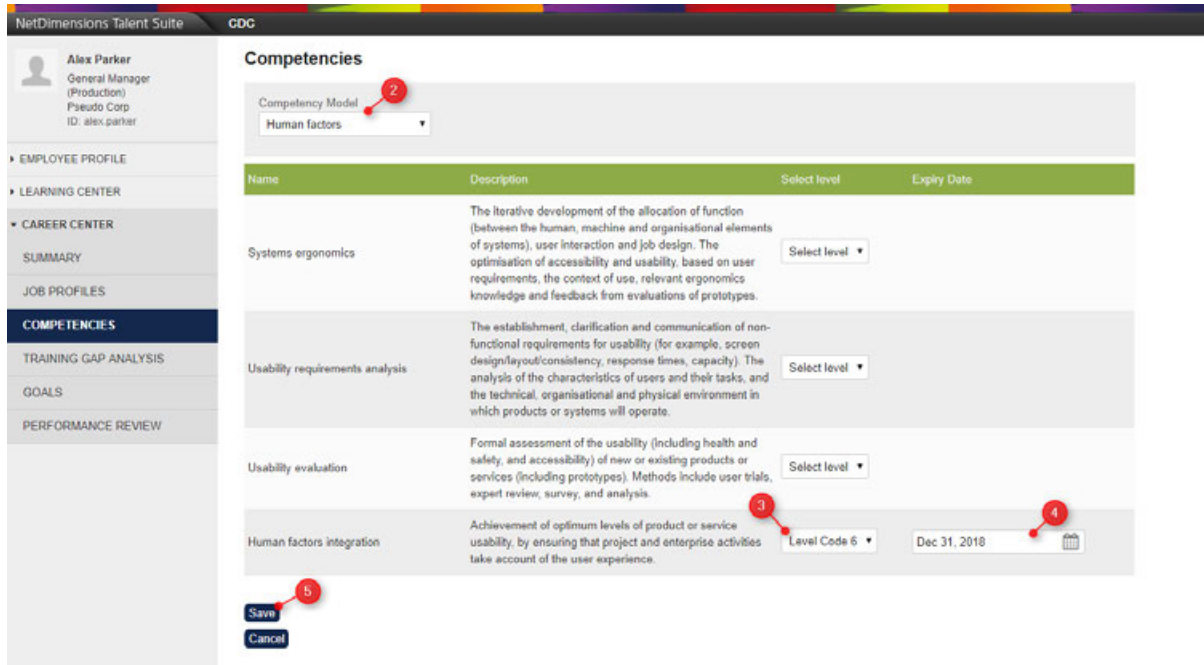 NetDimensions Talent Suite
CDC
Alex Parker
General Manager
(Production)
Pseudo Corp
ID: alex.parker
EMPLOYEE PROFILE
LEARNING CENTER
CAREER CENTER
SUMMARY
JOB PROFILES
COMPETENCIES
TRAINING GAP ANALYSIS
GOALS
PERFORMANCE REVIEW
Competencies
2
Competency Model
Human factors
Name Description Select level Expiry Date
Systems ergonomics
The iterative development of the allocation of function
(between the human, machine and organisational elements
of systems), user interaction and job design. The
optimisation of accessibility and usability, based on user
requirements, the context of use, relevant ergonomics
knowledge and feedback from evaluations of prototypes.
Select level
Usability requirements analysis
The establishment, clarification and communication of non-
functional requirements for usability (for example, screen
design/layout/consistency, response times, capacity). The
analysis of the characteristics of users and their tasks, and
the technical, organisational and physical environment in
which products or systems will operate.
Select level
Usability evaluation
Formal assessment of the usability (including health and
safety, and accessibility) of new or existing products or
services (including prototypes). Methods include user trials,
expert review, survey, and analysis.
Select level
Human factors integration
Achievement of optimum levels of product or service
usability, by ensuring that project and enterprise activities
take account of the user experience.
3
Level Code 6
4
Dec 31, 2018
5
Save
Cancel